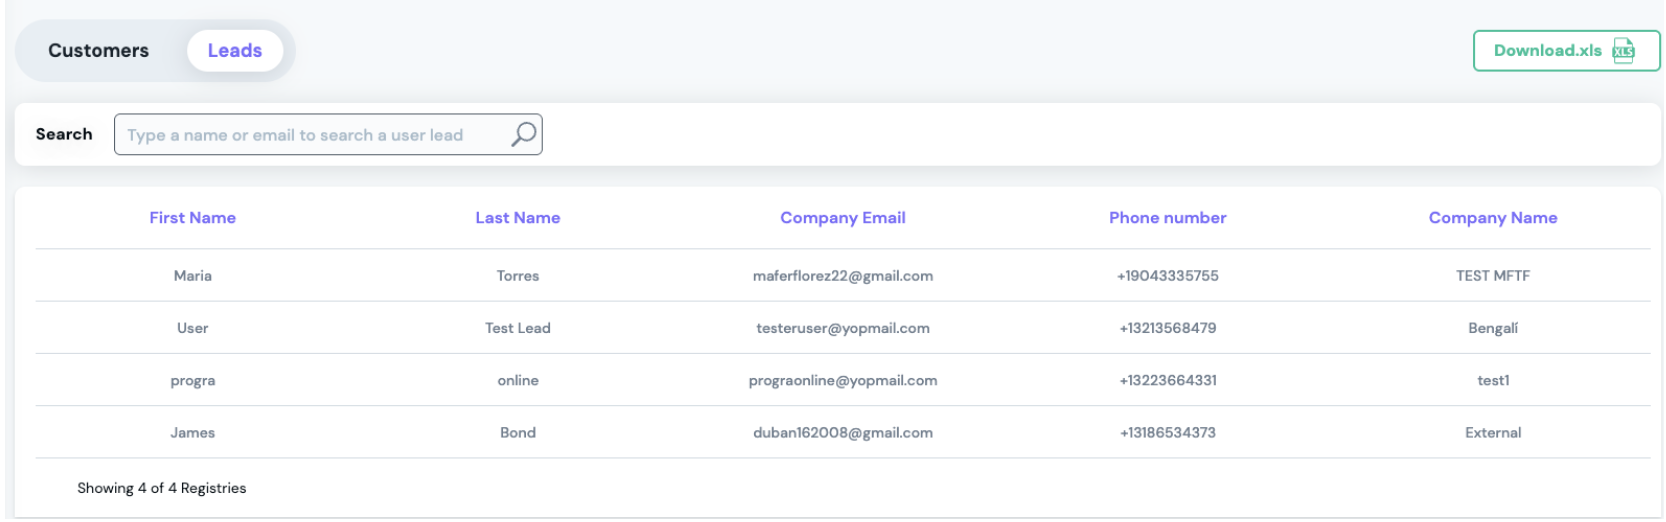 Customers Leads Download.xls XLS
Search Type a name or email to search a user lead
First Name Last Name Company Email Phone number Company Name
Maria Torres maferflorez22@gmail.com +19043335755 TEST MFTF
User Test Lead testeruser@yopmail.com +13213568479 Bengalí
progra online prograonline@yopmail.com +13223664331 test1
James Bond duban162008@gmail.com +13186534373 External
Showing 4 of 4 Registries